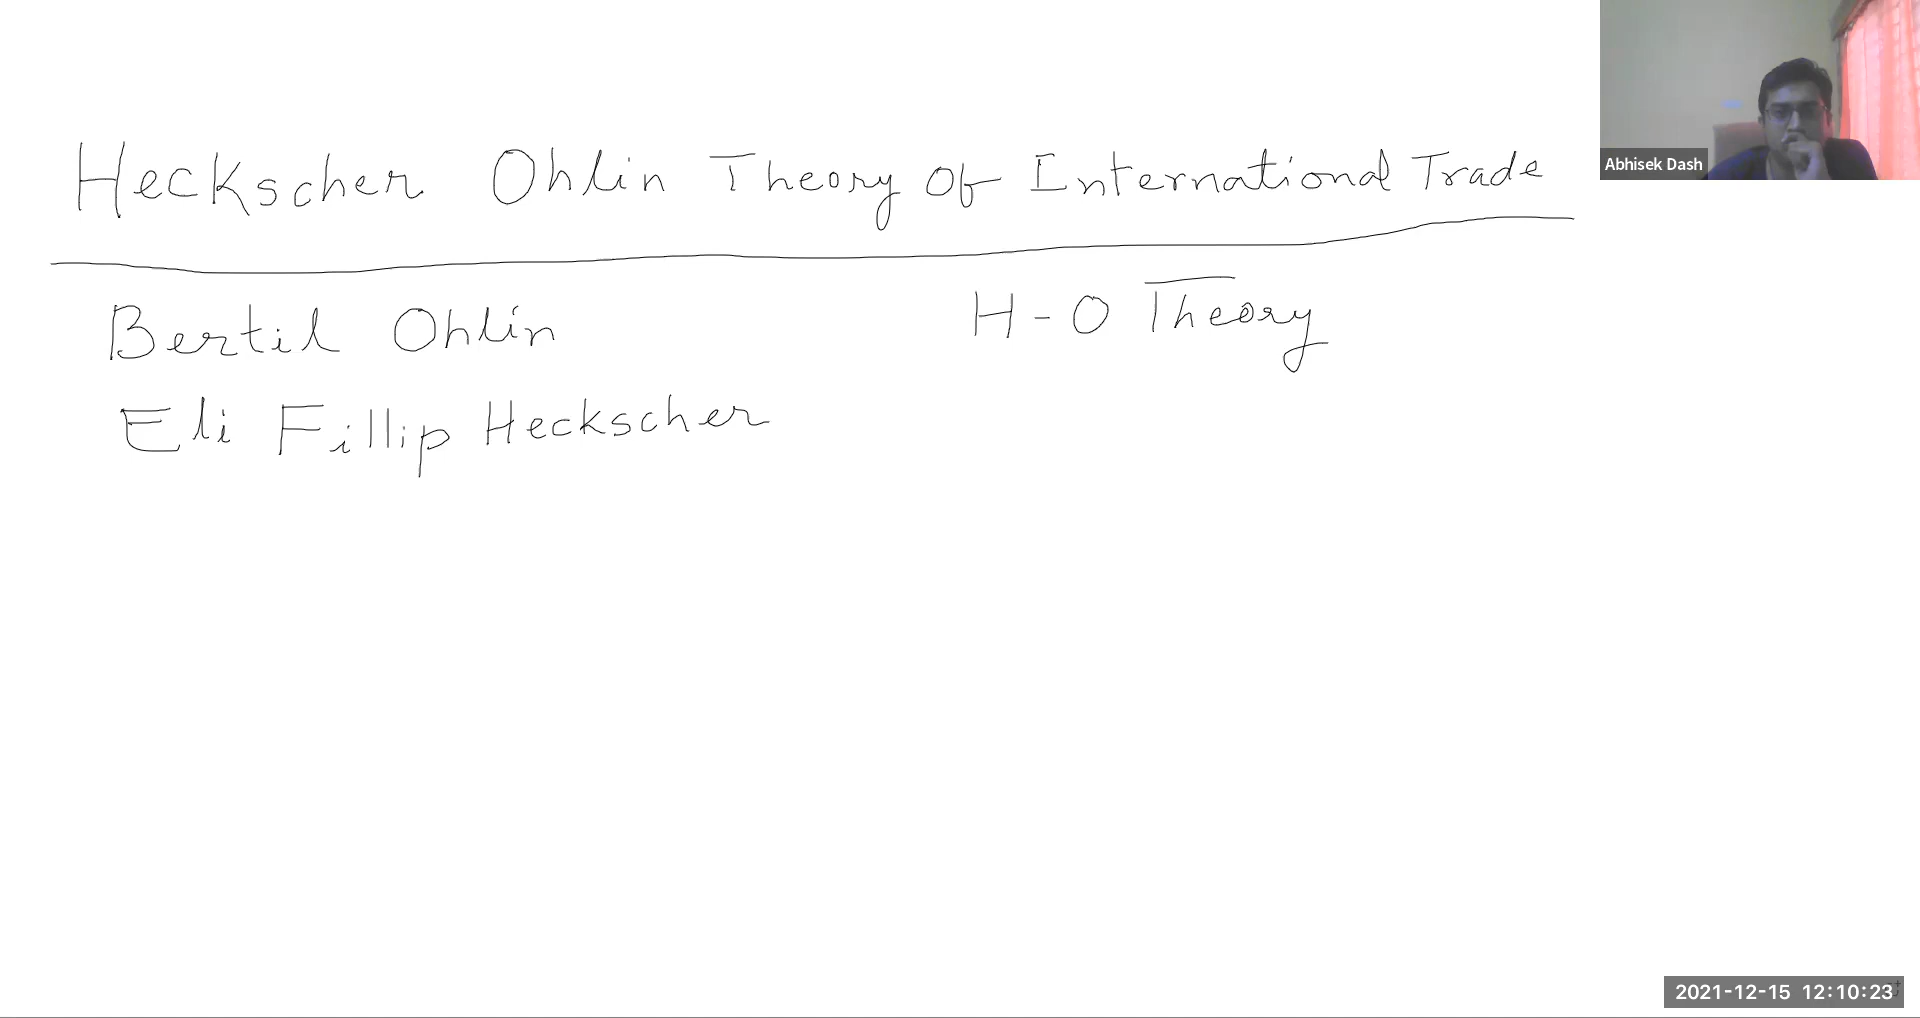 Heckscher Ohlin Theory Of International Trade
Bertil Ohlin
H-O Theory
Eli Fillip Heckscher
Abhisek Dash
2021-12-15 12:10:23